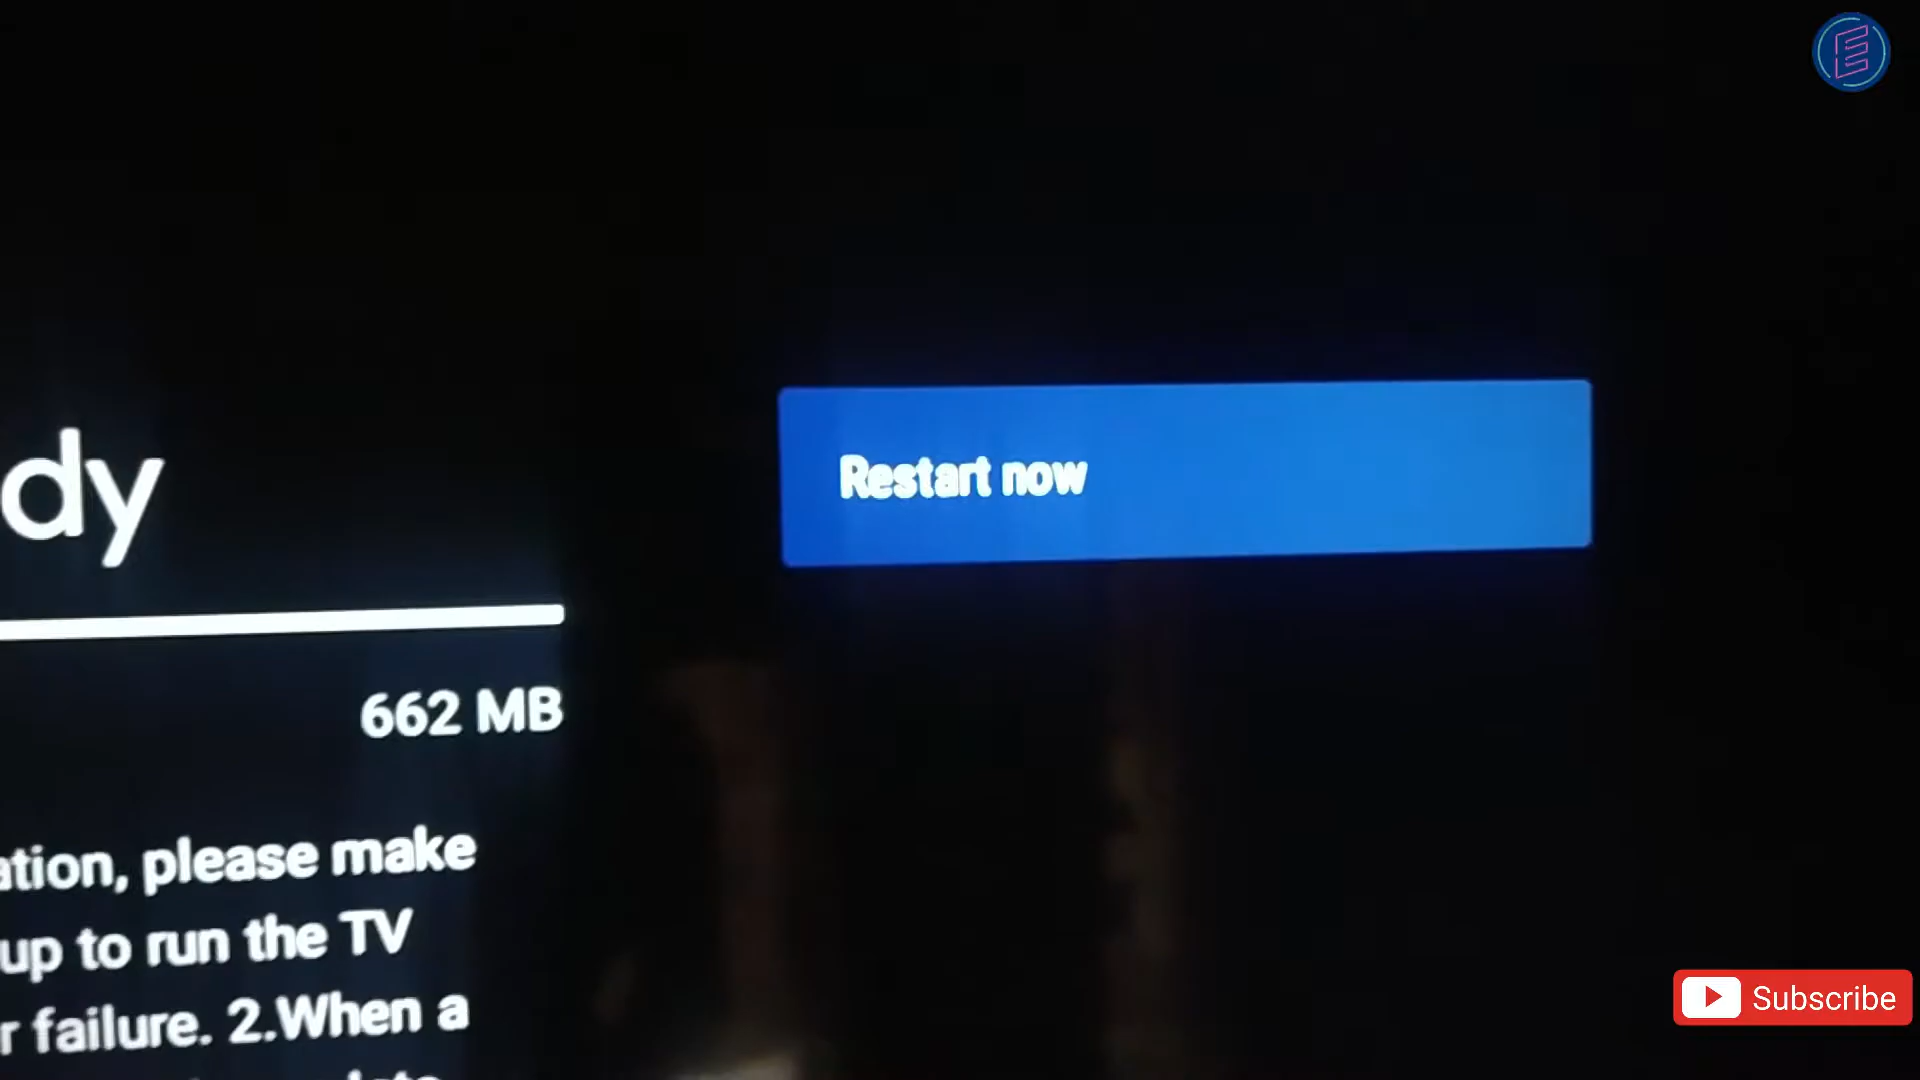 Restart now
dy
662 MB
ation, please make
up to run the TV
r failure. 2.When a
Subscribe